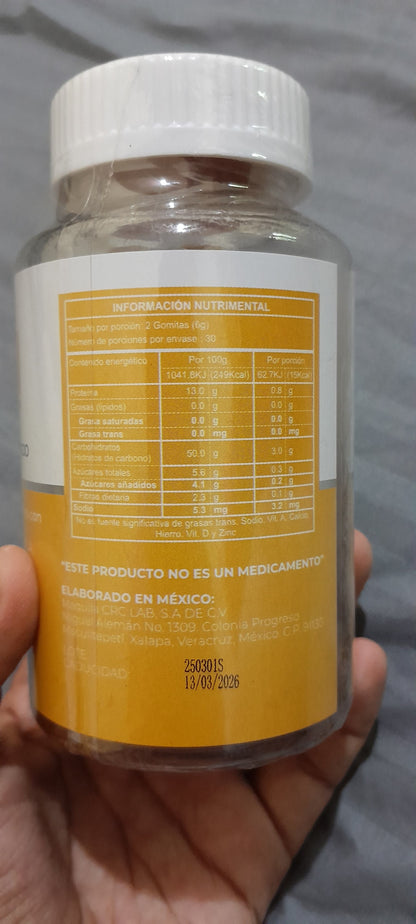 INFORMACIÓN NUTRIMENTAL
Tamaño por porción: 2 Gomitas (6g)
Número de porciones por envase: 30
Contenido energético Por 100g Por porción
1041.8KJ (249Kcal) 62.7KJ (15Kcal)
Proteína 13.0 g 0.8 g
Grasas (lípidos) 0.0 g 0.0 g
Grasa saturadas 0.0 g 0.0 g
Grasa trans 0.0 mg 0.0 mg
Carbohidratos
(Hidratos de carbono) 50.0 g 3.0 g
Azúcares totales 5.6 g 0.3 g
Azúcares añadidos 4.1 g 0.2 g
Fibras dietaria 2.3 g 0.1 g
Sodio 5.3 mg 3.2 mg
*No es fuente significativa de grasas trans, Sodio, Vit. A, Calcio,
Hierro, Vit. D y Zinc
"ESTE PRODUCTO NO ES UN MEDICAMENTO"
ELABORADO EN MÉXICO:
Maquila CRC LAB, S.A DE C.V.
Miguel Alemán No. 1309, Colonia Progreso
Macuiltépetl, Xalapa, Veracruz, México. C.P. 91130
LOTE: 250301S
CADUCIDAD: 13/03/2026